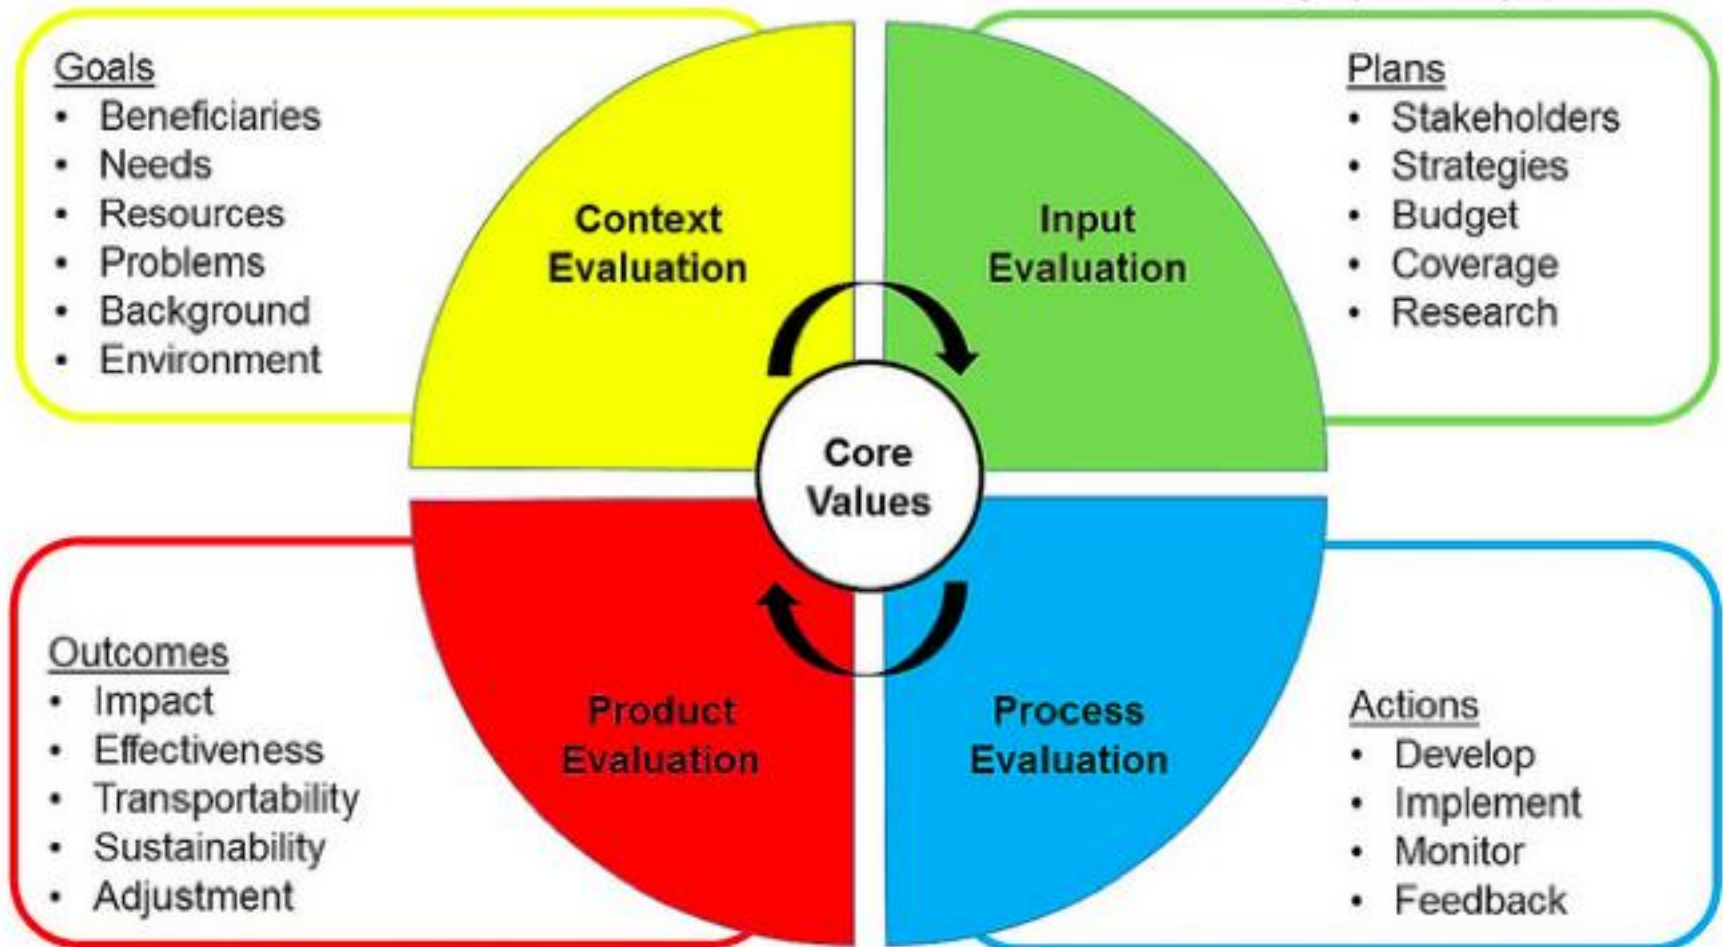 Goals
• Beneficiaries
• Needs
• Resources
• Problems
• Background
• Environment
Context
Evaluation
Input
Evaluation
Plans
• Stakeholders
• Strategies
• Budget
• Coverage
• Research
Core
Values
Outcomes
• Impact
• Effectiveness
• Transportability
• Sustainability
• Adjustment
Product
Evaluation
Process
Evaluation
Actions
• Develop
• Implement
• Monitor
• Feedback